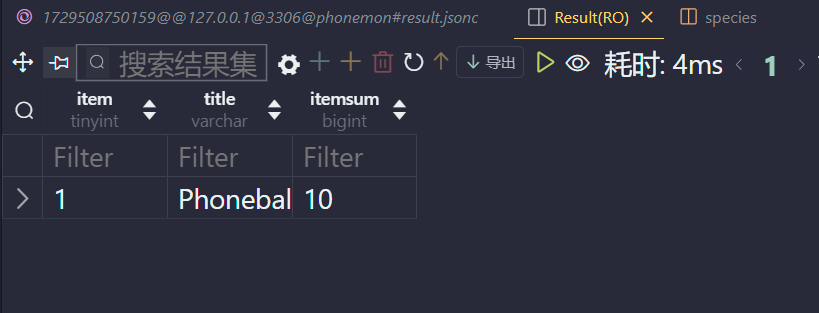 1729508750159@@127.0.0.1@3306@phonemon#result.jsonc Result(RO) species
搜索结果集 导出 耗时: 4ms 1
item title itemsum
tinyint varchar bigint
Filter Filter Filter
1 Phonebal 10